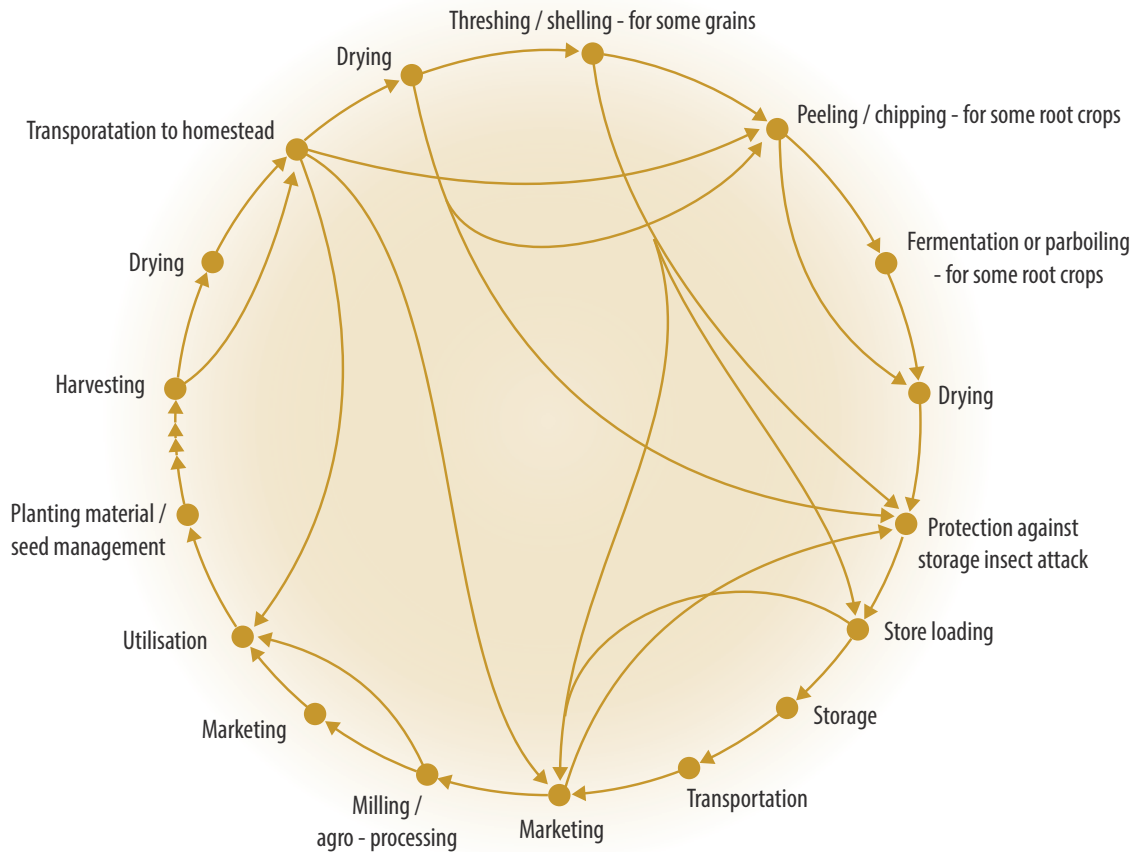 Threshing / shelling - for some grains
Drying
Peeling / chipping - for some root crops
Transporatation to homestead
Fermentation or parboiling
- for some root crops
Drying
Harvesting
Drying
Planting material /
seed management
Protection against
storage insect attack
Utilisation
Store loading
Marketing
Storage
Transportation
Milling /
agro - processing
Marketing